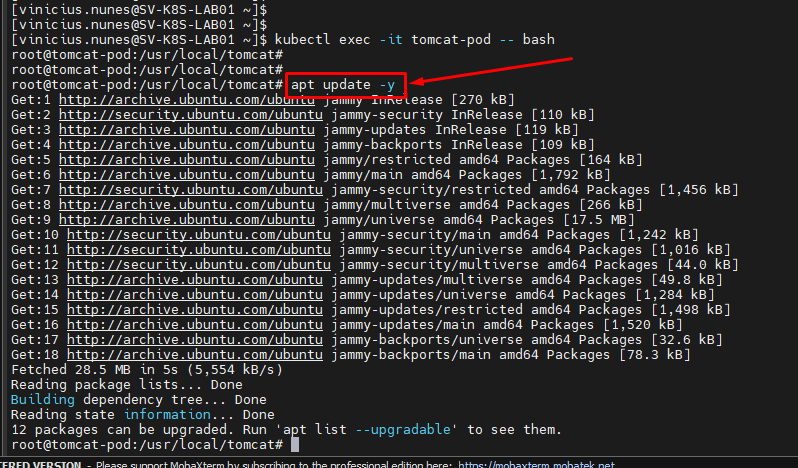 [vinicius.nunes@SV-K8S-LAB01 ~]$
[vinicius.nunes@SV-K8S-LAB01 ~]$
[vinicius.nunes@SV-K8S-LAB01 ~]$ kubectl exec -it tomcat-pod -- bash
root@tomcat-pod:/usr/local/tomcat#
root@tomcat-pod:/usr/local/tomcat#
root@tomcat-pod:/usr/local/tomcat# apt update -y
Get:1 http://archive.ubuntu.com/ubuntu jammy InRelease [270 kB]
Get:2 http://security.ubuntu.com/ubuntu jammy-security InRelease [110 kB]
Get:3 http://archive.ubuntu.com/ubuntu jammy-updates InRelease [119 kB]
Get:4 http://archive.ubuntu.com/ubuntu jammy-backports InRelease [109 kB]
Get:5 http://archive.ubuntu.com/ubuntu jammy/restricted amd64 Packages [164 kB]
Get:6 http://archive.ubuntu.com/ubuntu jammy/main amd64 Packages [1,792 kB]
Get:7 http://security.ubuntu.com/ubuntu jammy-security/restricted amd64 Packages [1,456 kB]
Get:8 http://archive.ubuntu.com/ubuntu jammy/multiverse amd64 Packages [266 kB]
Get:9 http://archive.ubuntu.com/ubuntu jammy/universe amd64 Packages [17.5 MB]
Get:10 http://security.ubuntu.com/ubuntu jammy-security/main amd64 Packages [1,242 kB]
Get:11 http://security.ubuntu.com/ubuntu jammy-security/universe amd64 Packages [1,016 kB]
Get:12 http://security.ubuntu.com/ubuntu jammy-security/multiverse amd64 Packages [44.0 kB]
Get:13 http://archive.ubuntu.com/ubuntu jammy-updates/multiverse amd64 Packages [49.8 kB]
Get:14 http://archive.ubuntu.com/ubuntu jammy-updates/universe amd64 Packages [1,284 kB]
Get:15 http://archive.ubuntu.com/ubuntu jammy-updates/restricted amd64 Packages [1,498 kB]
Get:16 http://archive.ubuntu.com/ubuntu jammy-updates/main amd64 Packages [1,520 kB]
Get:17 http://archive.ubuntu.com/ubuntu jammy-backports/universe amd64 Packages [32.6 kB]
Get:18 http://archive.ubuntu.com/ubuntu jammy-backports/main amd64 Packages [78.3 kB]
Fetched 28.5 MB in 5s (5,554 kB/s)
Reading package lists... Done
Building dependency tree... Done
Reading state information... Done
12 packages can be upgraded. Run 'apt list --upgradable' to see them.
root@tomcat-pod:/usr/local/tomcat#
TERED VERSION - Please support MobaXterm by subscribing to the professional edition here: https://mobaxterm.mobatek.net